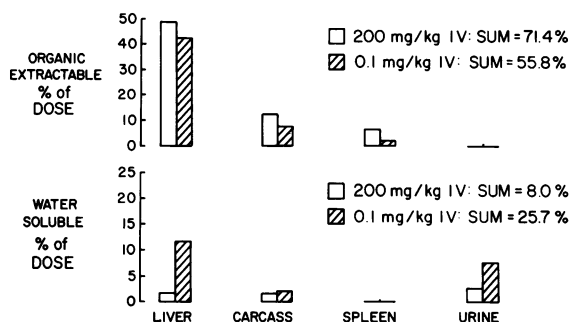 50
40
30
20
10
0
ORGANIC
EXTRACTABLE
% of
DOSE
200 mg/kg IV: SUM = 71.4 %
0.1 mg/kg IV: SUM = 55.8 %
25
20
15
10
5
0
WATER
SOLUBLE
% of
DOSE
200 mg/kg IV: SUM = 8.0 %
0.1 mg/kg IV: SUM = 25.7 %
LIVER CARCASS SPLEEN URINE